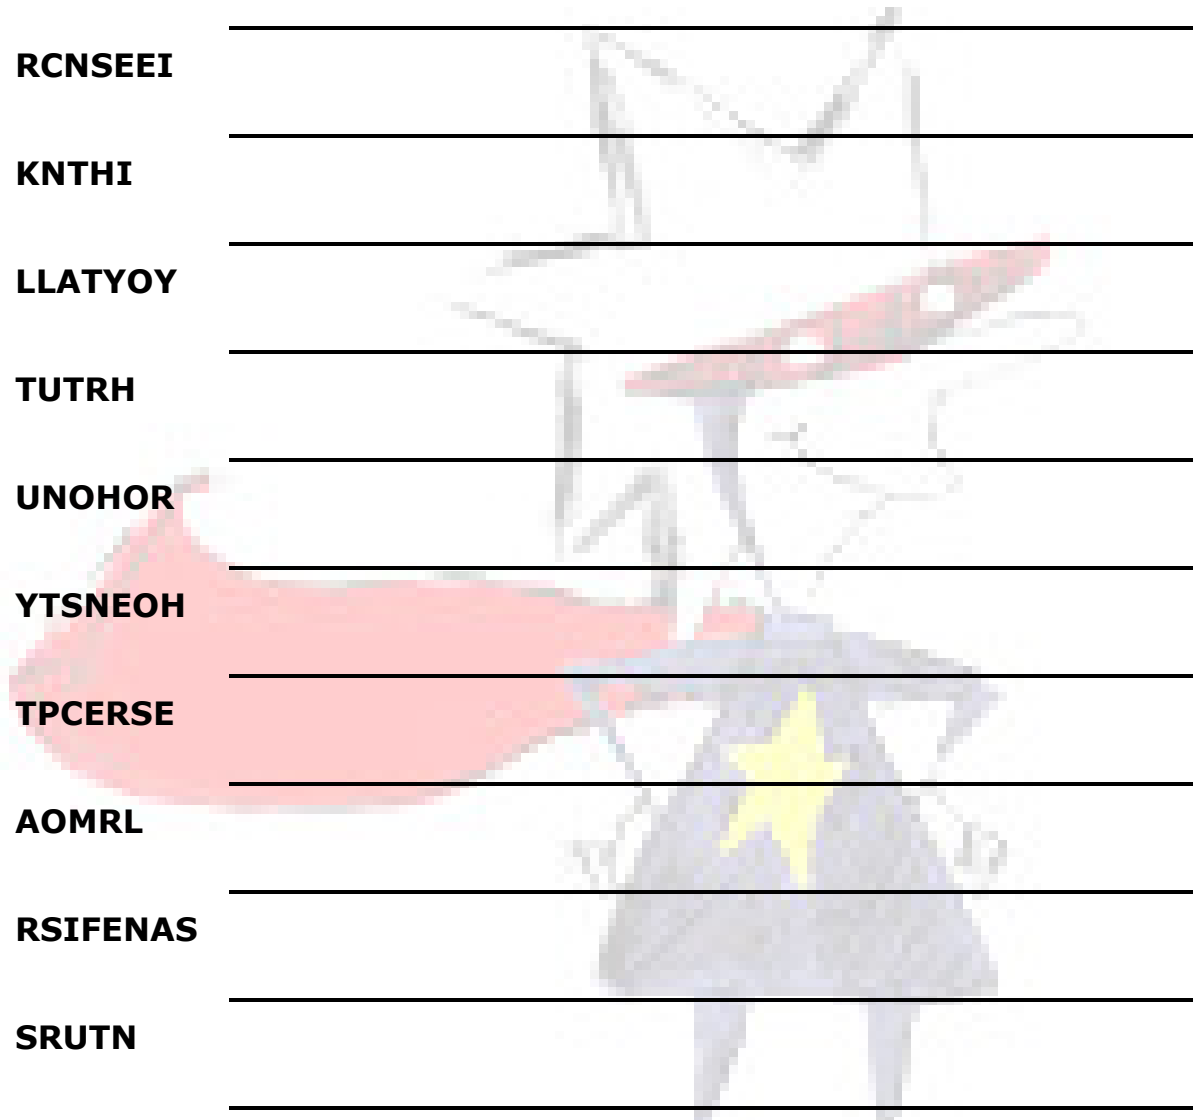 RCNSEEI
KNTHI
LLATYOY
TUTRH
UNOHOR
YTSNEOH
TPCERSE
AOMRL
RSIFENAS
SRUTN